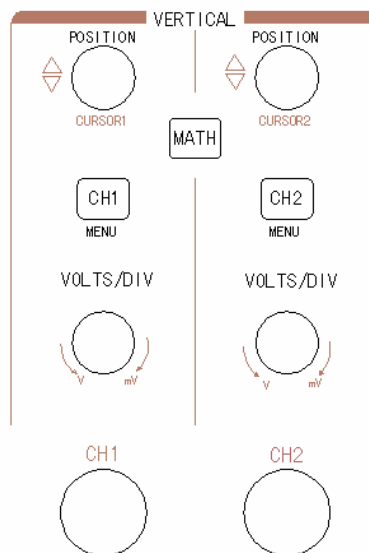 VERTICAL
POSITION POSITION
CURSOR1 CURSOR2
MATH
CH1 CH2
MENU MENU
VOLTS/DIV VOLTS/DIV
V mV V mV
CH1 CH2